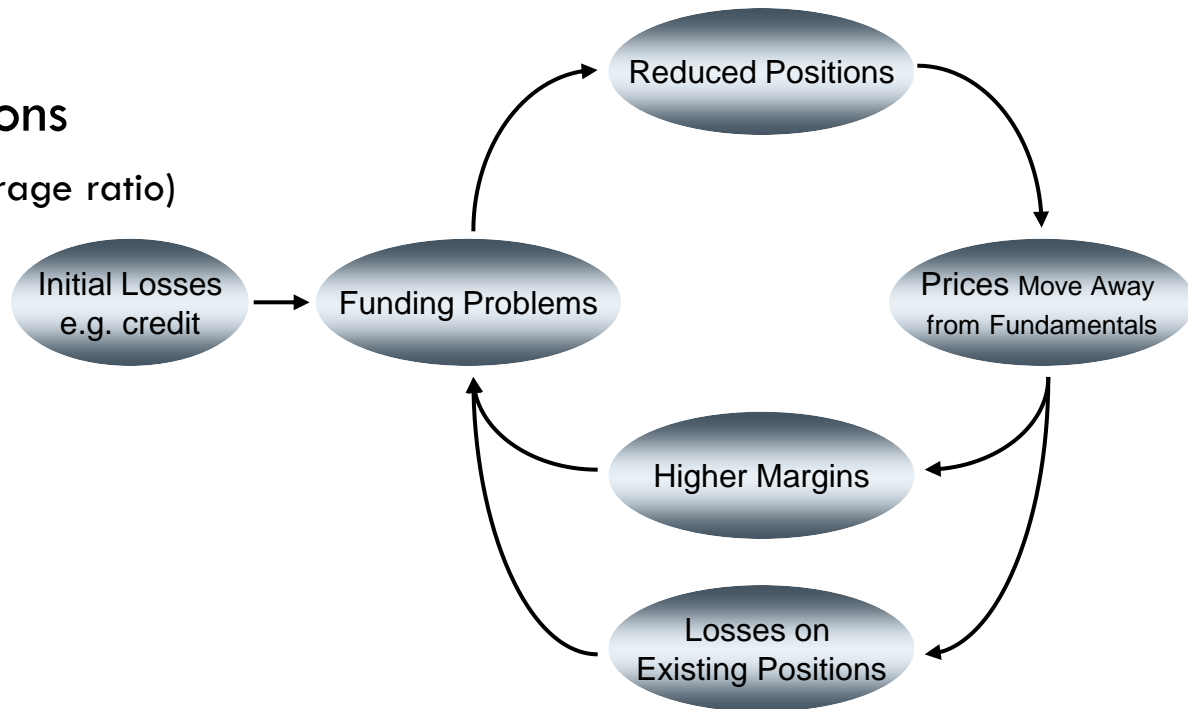 Reduced Positions
ons
rage ratio)
Initial Losses
e.g. credit
Funding Problems
Prices Move Away
from Fundamentals
Higher Margins
Losses on
Existing Positions